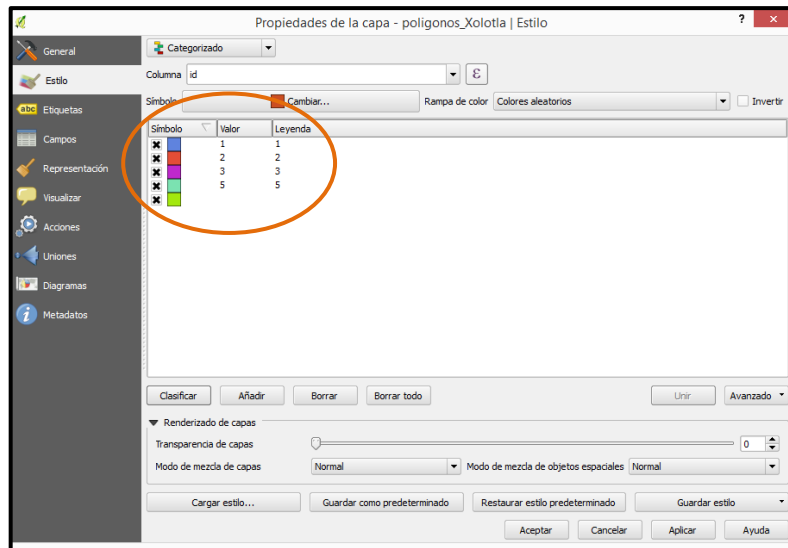 Propiedades de la capa - poligonos_Xolotla | Estilo
? ×
General
Estilo
abc Etiquetas
Campos
Representación
Visualizar
Acciones
Uniones
Diagramas
i Metadatos
Categorizado
Columna id ε
Símbolo Cambiar... Rampa de color Colores aleatorios Invertir
Símbolo Valor Leyenda
1 1
2 2
3 3
5 5
Clasificar Añadir Borrar Borrar todo Unir Avanzado
Renderizado de capas
Transparencia de capas 0
Modo de mezcla de capas Normal Modo de mezcla de objetos espaciales Normal
Cargar estilo... Guardar como predeterminado Restaurar estilo predeterminado Guardar estilo
Aceptar Cancelar Aplicar Ayuda